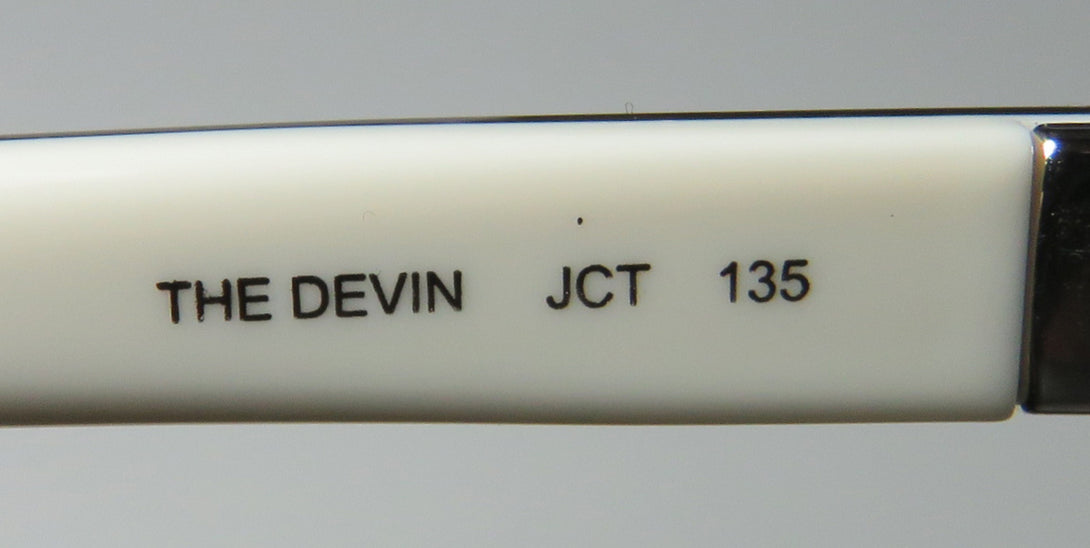 THE DEVIN JCT 135